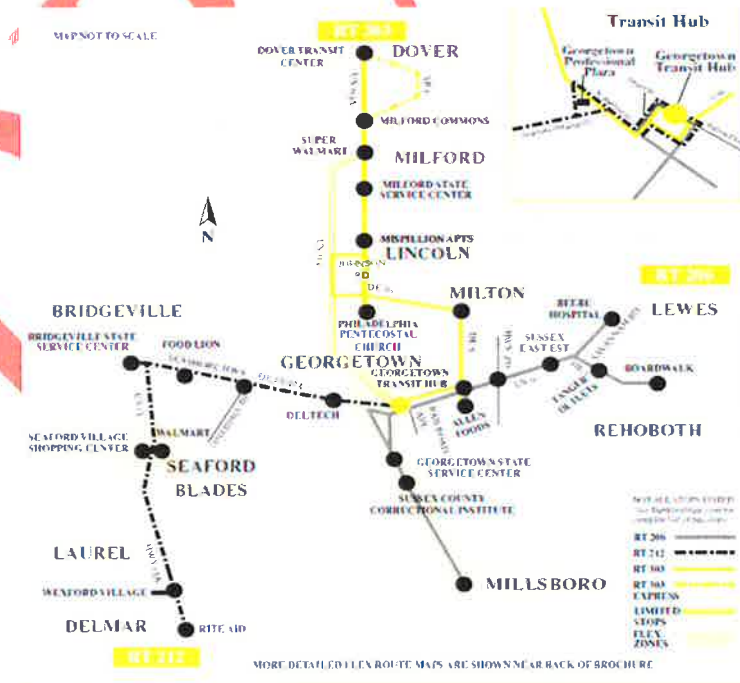 MAP NOT TO SCALE
RT 303
DOVER TRANSIT
CENTER
DOVER
MILFORD COMMONS
SUPER
WALMART
MILFORD
MILFORD STATE
SERVICE CENTER
MISPILLION APTS
LINCOLN
JOHNSON
RD
N
Transit Hub
Georgetown
Professional
Plaza
Georgetown
Transit Hub
RT 206
BRIDGEVILLE
BRIDGEVILLE STATE
SERVICE CENTER
FOOD LION
MILTON
PHILADELPHIA
PENTECOSTAL
CHURCH
GEORGETOWN
GEORGETOWN
TRANSIT HUB
BEEBE
HOSPITAL
LEWES
SUSSEX
EAST EST
TANGER
OUTLETS
BOARDWALK
DELTECH
ALLEN
FOODS
REHOBOTH
SEAFORD VILLAGE
SHOPPING CENTER
WALMART
SEAFORD
BLADES
GEORGETOWN STATE
SERVICE CENTER
SUSSEX COUNTY
CORRECTIONAL INSTITUTE
LAUREL
WEXFORD VILLAGE
MILLSBORO
DELMAR
RITE AID
RT 212
RT 206
RT 212
RT 303
RT 303
EXPRESS
LIMITED
STOPS
FLEX
ZONES
MORE DETAILED FLEX ROUTE MAPS ARE SHOWN NEAR BACK OF BROCHURE